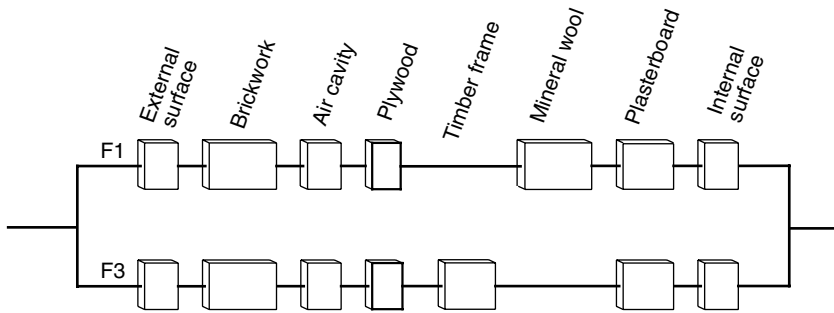 External
surface
Brickwork
Air cavity
Plywood
Timber frame
Mineral wool
Plasterboard
Internal
surface
F1
F3